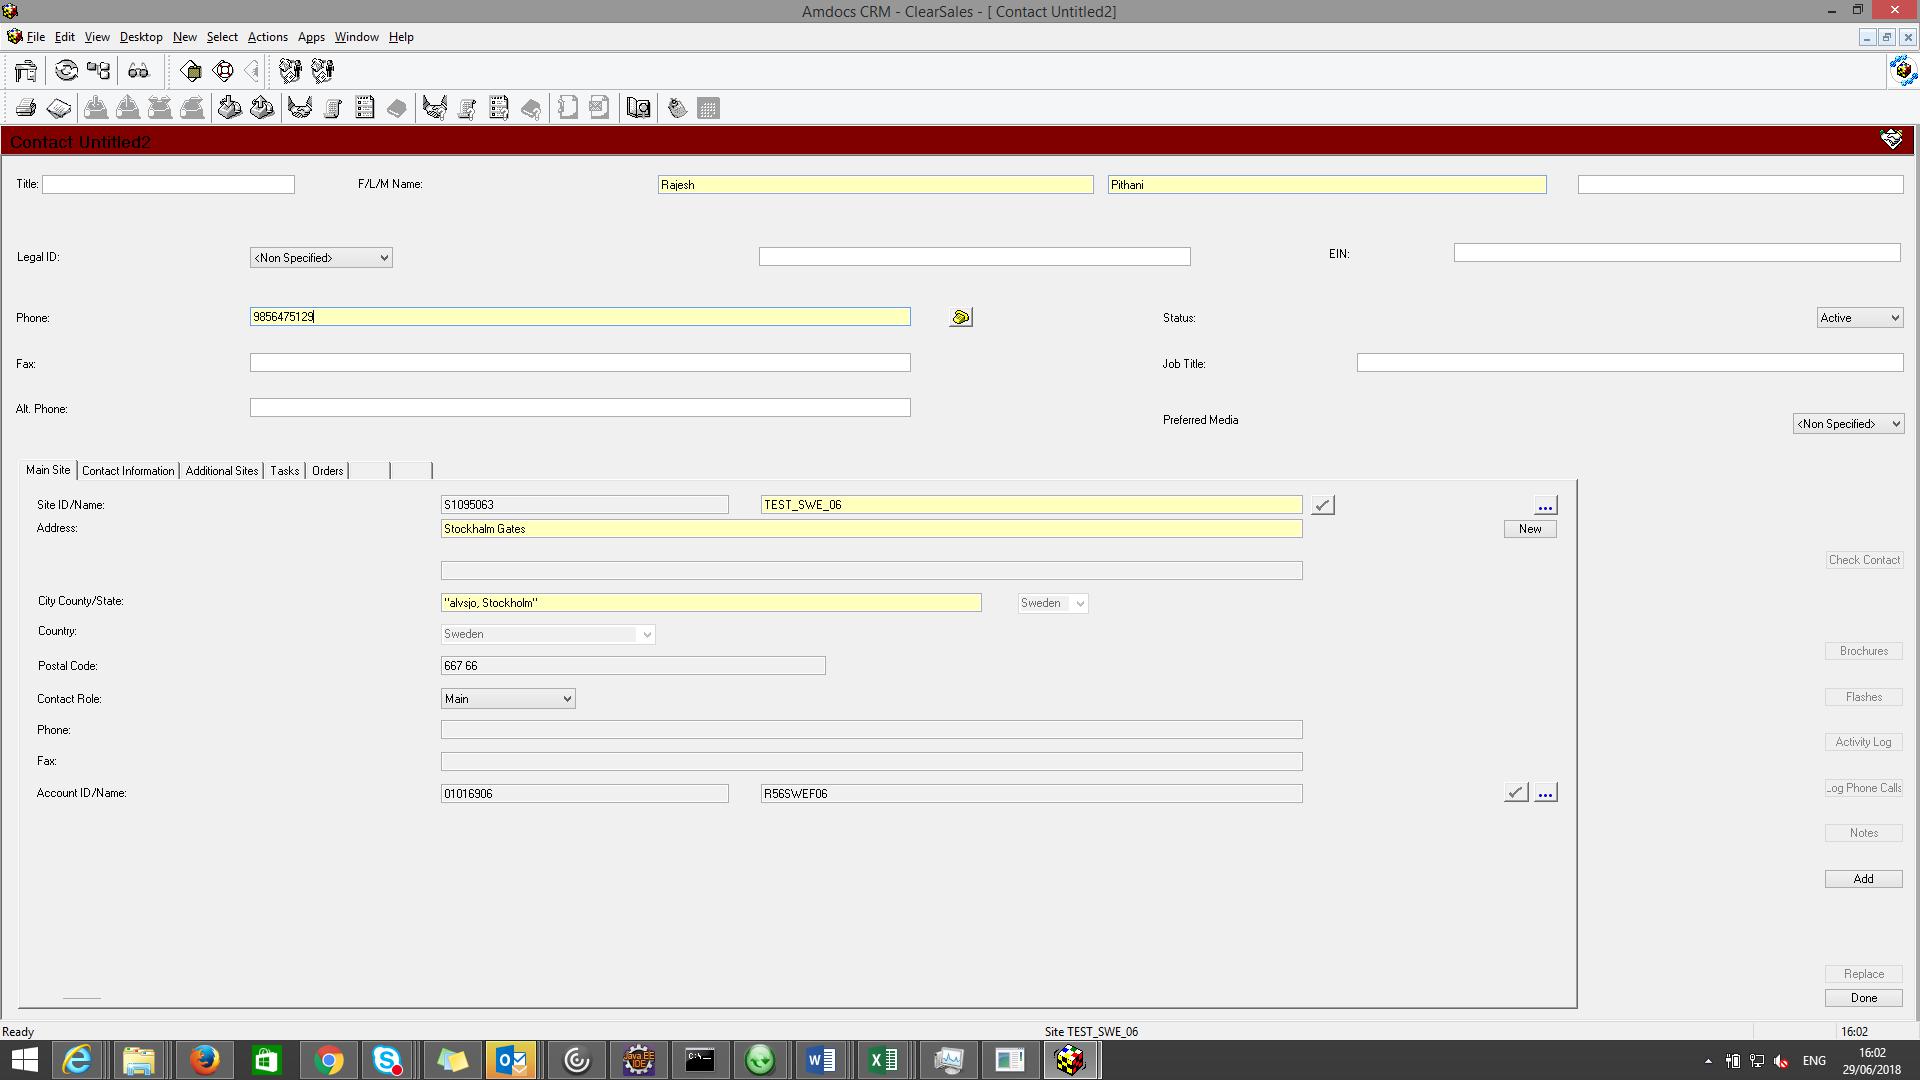 Amdocs CRM - ClearSales - [ Contact Untitled2]
File Edit View Desktop New Select Actions Apps Window Help
Contact Untitled2
Title: F/L/M Name: Rajesh Pithani
Legal ID: <Non Specified> EIN:
Phone: 9856475129 Status: Active
Fax: Job Title:
Alt. Phone:
Preferred Media <Non Specified>
Main Site Contact Information Additional Sites Tasks Orders
Site ID/Name: S1095063 TEST_SWE_06 ...
Address: Stockhalm Gates New
Check Contact
City County/State: "alvsjo, Stockholm" Sweden
Country: Sweden
Brochures
Postal Code: 667 66
Contact Role: Main Flashes
Phone:
Activity Log
Fax:
Log Phone Calls
Account ID/Name: 01016906 R56SWEF06 ...
Notes
Add
Replace
Done
Ready Site TEST_SWE_06 16:02
Java EE
IDE
C:\_
ENG
16:02
29/06/2018